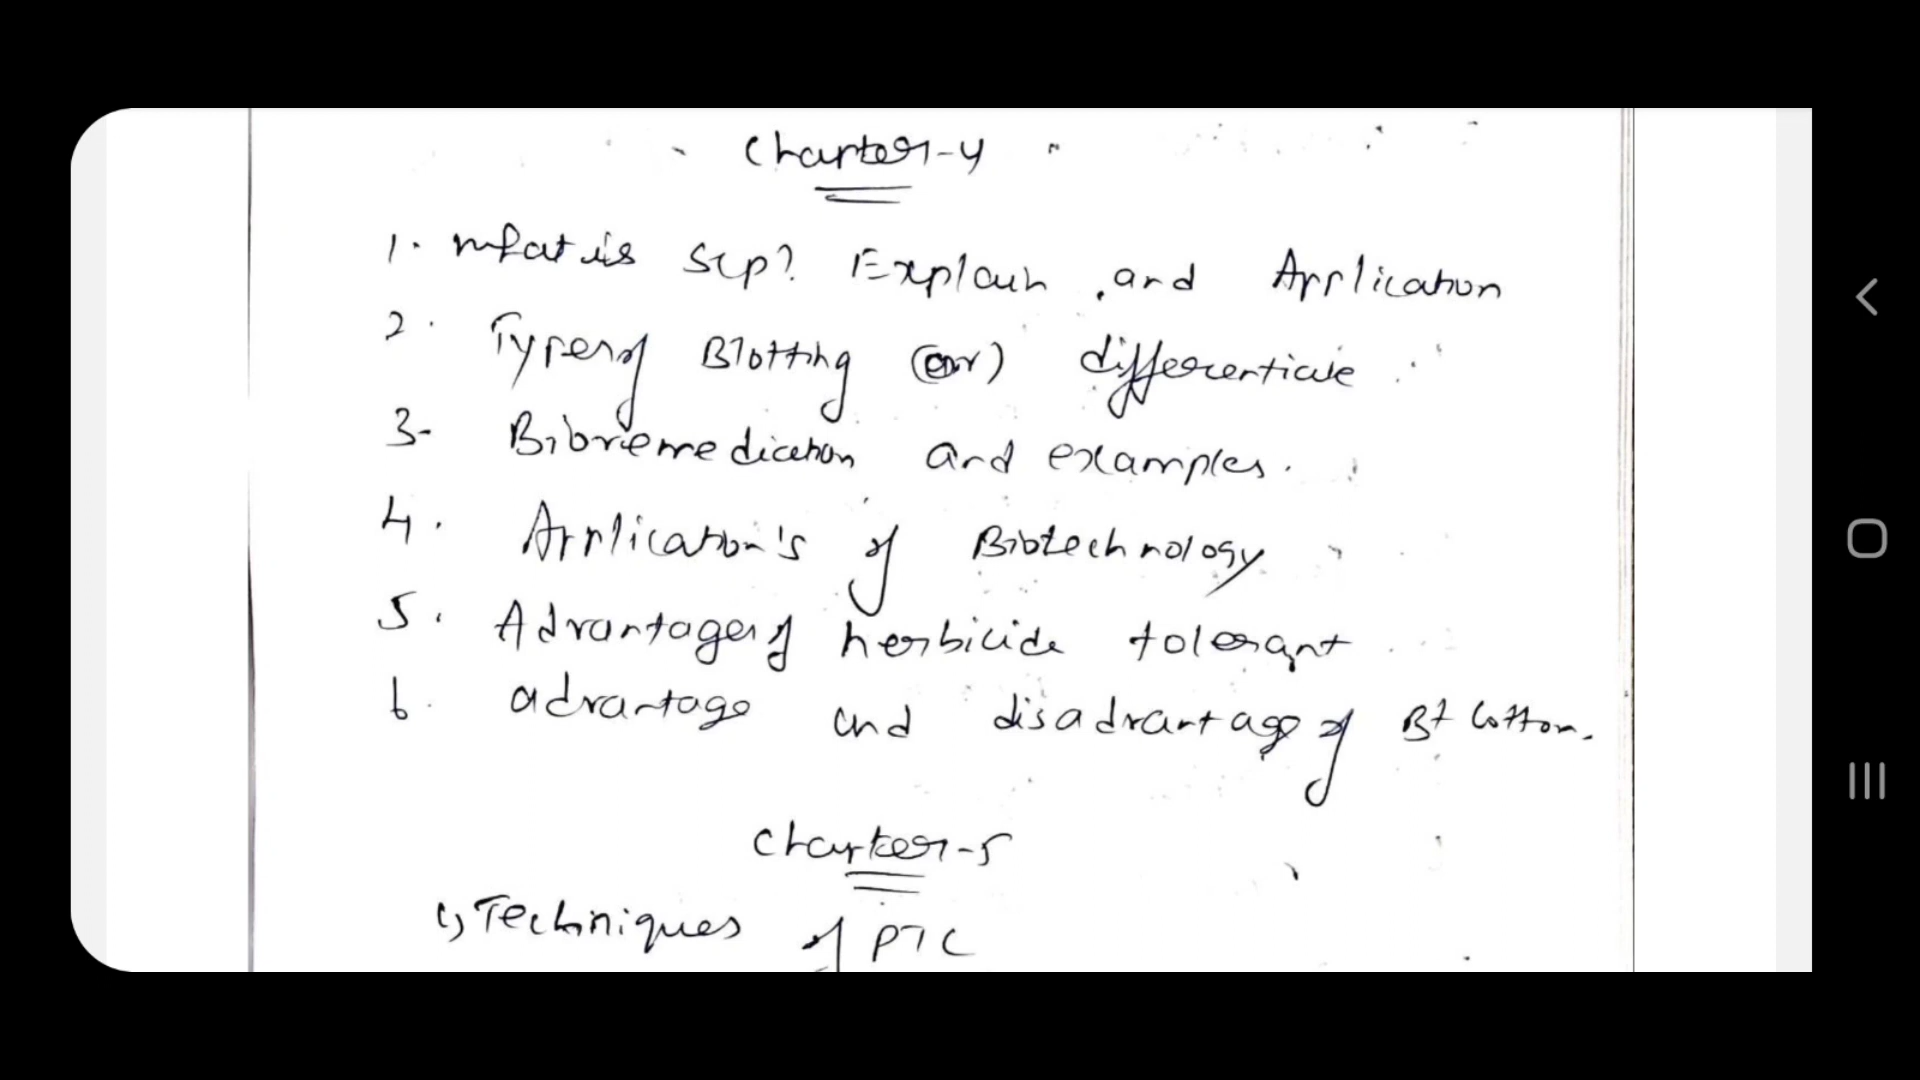 Chapter-4
1. What is Scp? Explain and Application
2. Types of Blotting (or) differentiate
3. Bioremediation and examples.
4. Application's of Biotechnology
5. Advantages of herbicide tolerant
6. advantage and disadvantage of Bt Cotton.
Chapter-5
1) Techniques of PTC